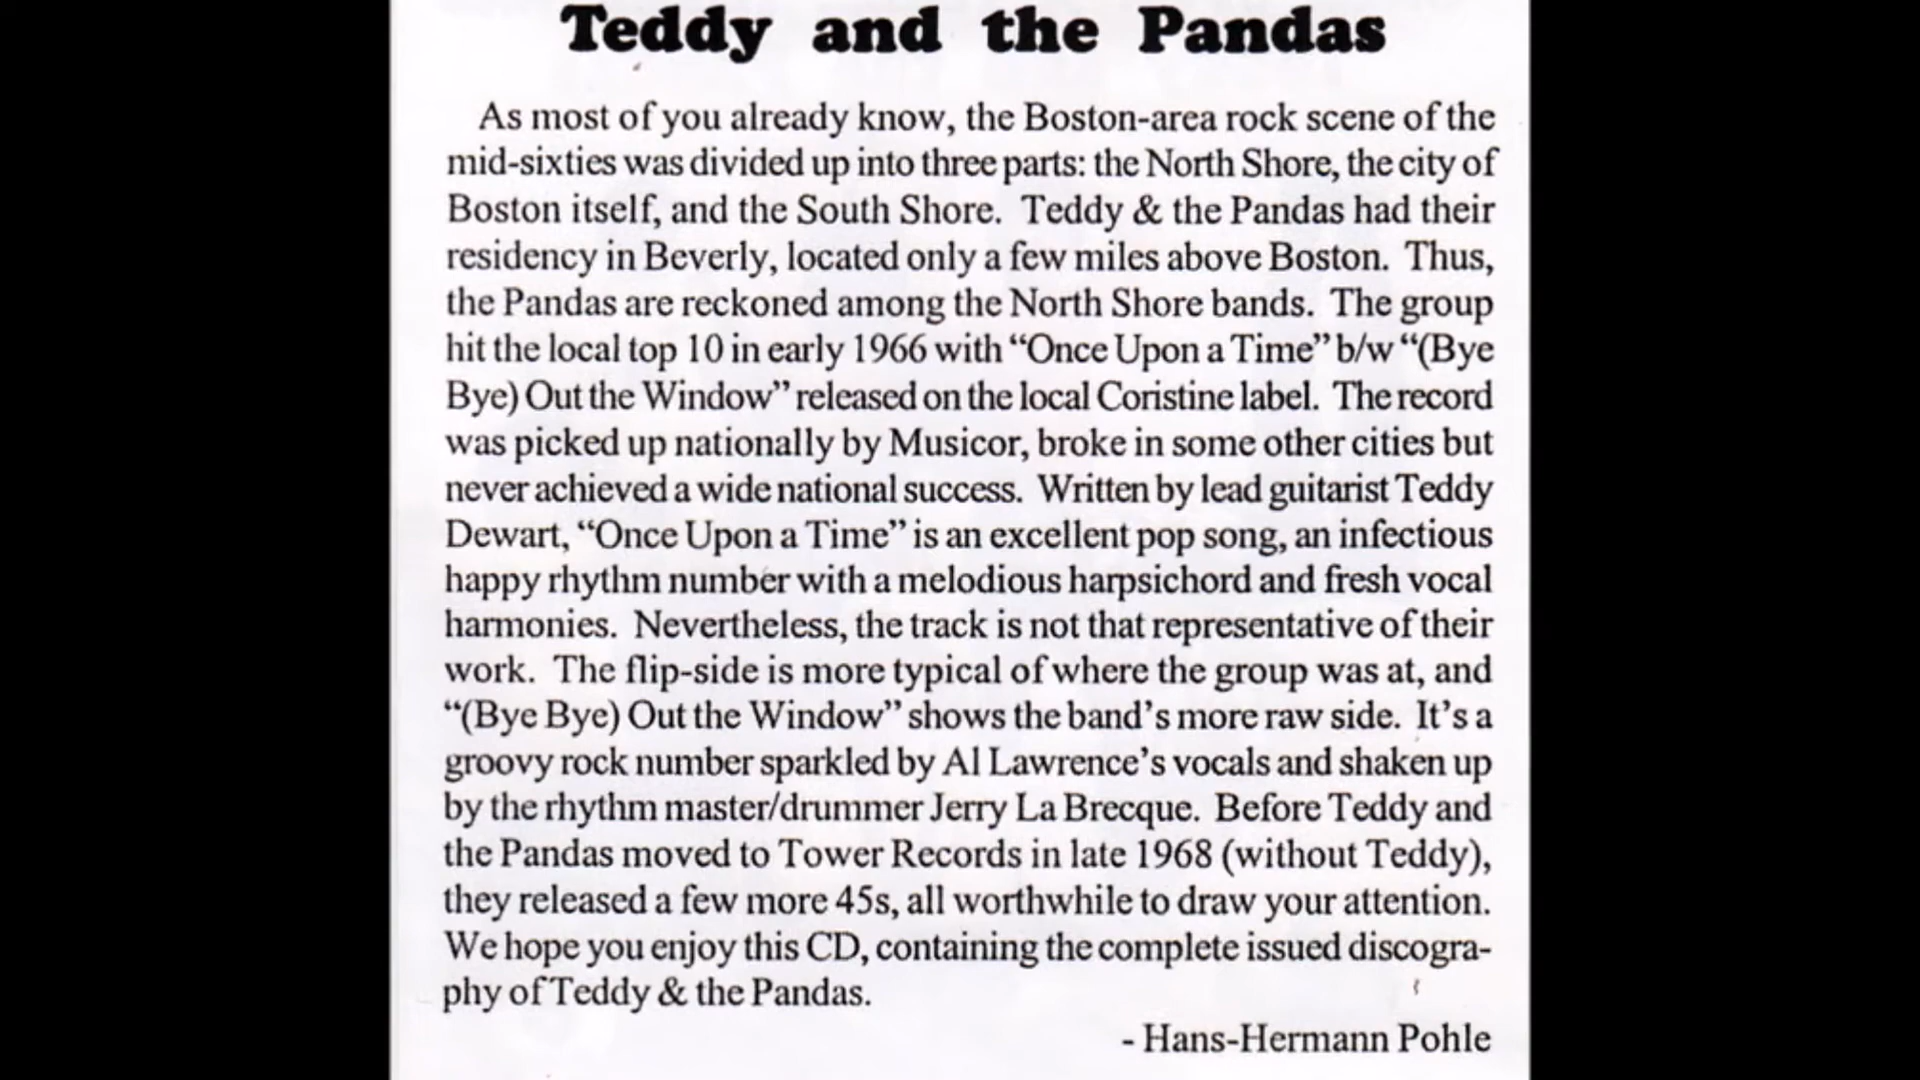 Teddy and the Pandas
As most of you already know, the Boston-area rock scene of the
mid-sixties was divided up into three parts: the North Shore, the city of
Boston itself, and the South Shore. Teddy & the Pandas had their
residency in Beverly, located only a few miles above Boston. Thus,
the Pandas are reckoned among the North Shore bands. The group
hit the local top 10 in early 1966 with “Once Upon a Time” b/w “(Bye
Bye) Out the Window” released on the local Coristine label. The record
was picked up nationally by Musicor, broke in some other cities but
never achieved a wide national success. Written by lead guitarist Teddy
Dewart, “Once Upon a Time” is an excellent pop song, an infectious
happy rhythm number with a melodious harpsichord and fresh vocal
harmonies. Nevertheless, the track is not that representative of their
work. The flip-side is more typical of where the group was at, and
“(Bye Bye) Out the Window” shows the band’s more raw side. It’s a
groovy rock number sparkled by Al Lawrence’s vocals and shaken up
by the rhythm master/drummer Jerry La Brecque. Before Teddy and
the Pandas moved to Tower Records in late 1968 (without Teddy),
they released a few more 45s, all worthwhile to draw your attention.
We hope you enjoy this CD, containing the complete issued discogra-
phy of Teddy & the Pandas.
- Hans-Hermann Pohle